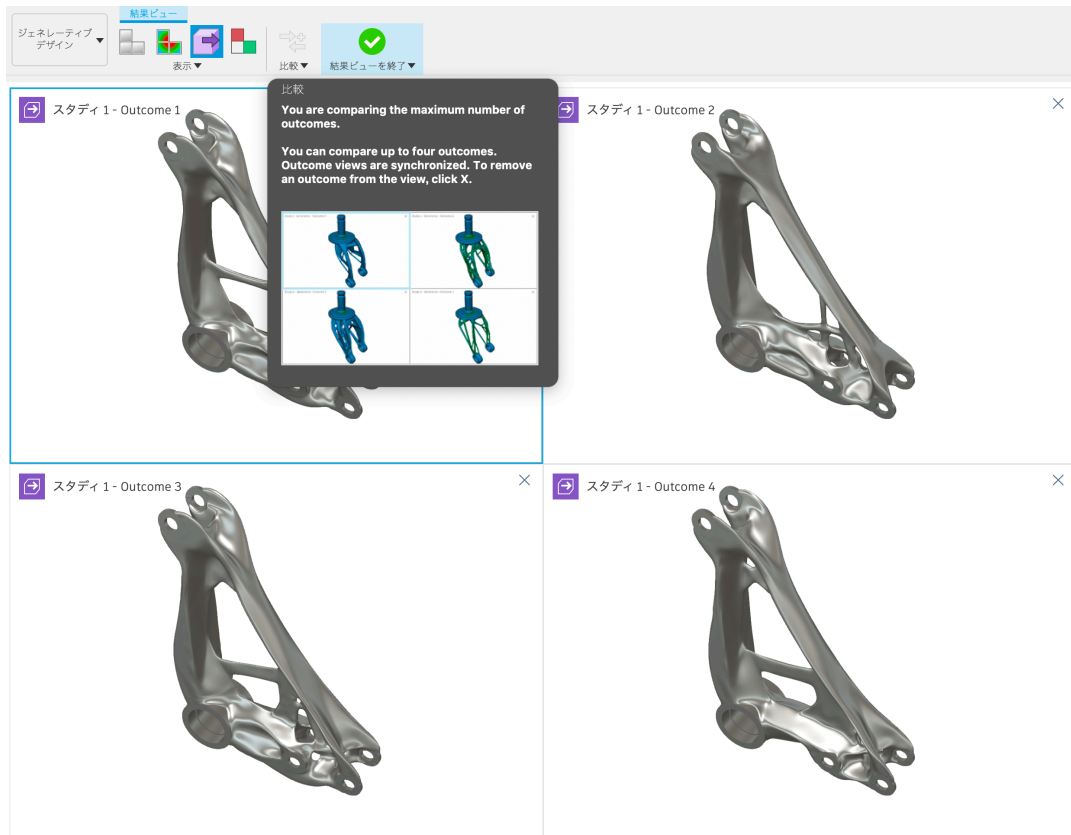 結果ビュー
ジェネレーティブ
デザイン
表示▼
比較▼
結果ビューを終了▼
スタディ 1 - Outcome 1
比較
You are comparing the maximum number of
outcomes.
You can compare up to four outcomes.
Outcome views are synchronized. To remove
an outcome from the view, click X.
スタディ 1 - Outcome 2
スタディ 1 - Outcome 3
スタディ 1 - Outcome 4